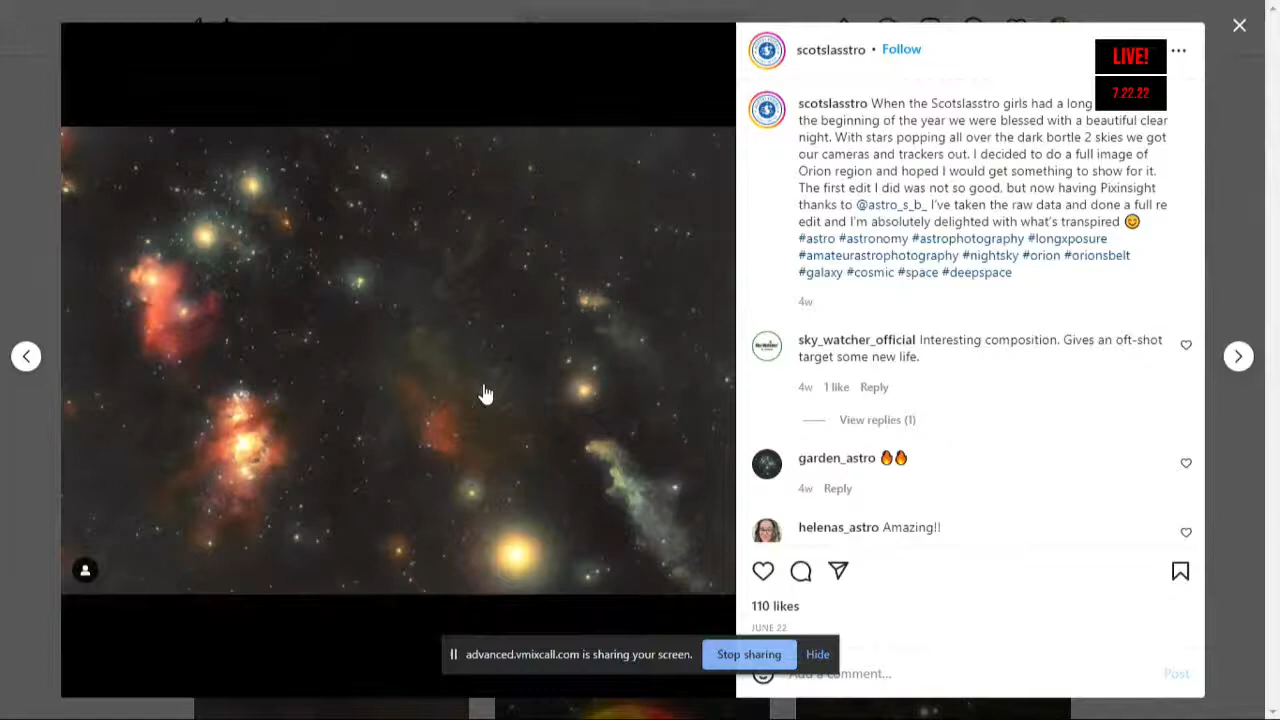 scotslasstro • Follow
LIVE!
7.22.22
scotslasstro When the Scotslasstro girls had a long
the beginning of the year we were blessed with a beautiful clear
night. With stars popping all over the dark bortle 2 skies we got
our cameras and trackers out. I decided to do a full image of
Orion region and hoped I would get something to show for it.
The first edit I did was not so good, but now having Pixinsight
thanks to @astro_s_b_ I've taken the raw data and done a full re
edit and I'm absolutely delighted with what's transpired 😊
#astro #astronomy #astrophotography #longxposure
#amateurastrophotography #nightsky #orion #orionsbelt
#galaxy #cosmic #space #deepspace
4w
sky_watcher_official Interesting composition. Gives an oft-shot
target some new life.
4w 1 like Reply
View replies (1)
garden_astro 🔥🔥
4w Reply
helenas_astro Amazing!!
110 likes
JUNE 22
advanced.vmixcall.com is sharing your screen. Stop sharing Hide
Add a comment... Post